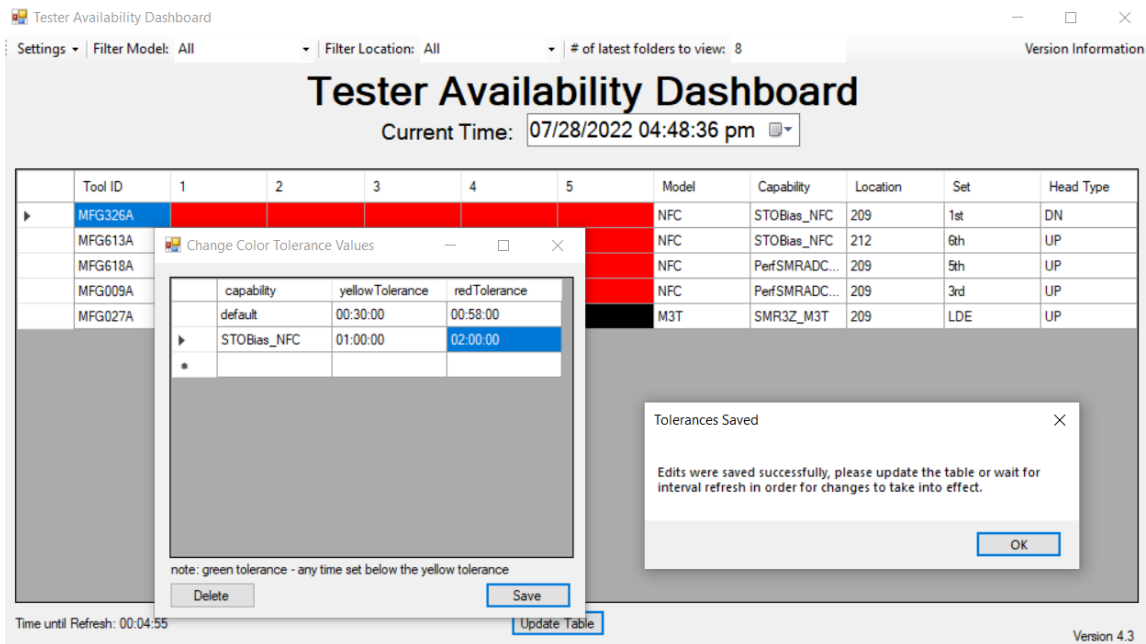 Tester Availability Dashboard
Settings Filter Model: All Filter Location: All # of latest folders to view: 8 Version Information
Tester Availability Dashboard
Current Time: 07/28/2022 04:48:36 pm
Tool ID 1 2 3 4 5 Model Capability Location Set Head Type
MFG326A NFC STOBias_NFC 209 1st DN
MFG613A NFC STOBias_NFC 212 6th UP
MFG618A NFC PerfSMRADC... 209 5th UP
MFG009A NFC PerfSMRADC... 209 3rd UP
MFG027A M3T SMR3Z_M3T 209 LDE UP
Change Color Tolerance Values
capability yellowTolerance redTolerance
default 00:30:00 00:58:00
STOBias_NFC 01:00:00 02:00:00
note: green tolerance - any time set below the yellow tolerance
Delete Save
Tolerances Saved
Edits were saved successfully, please update the table or wait for
interval refresh in order for changes to take into effect.
OK
Time until Refresh: 00:04:55 Update Table Version 4.3